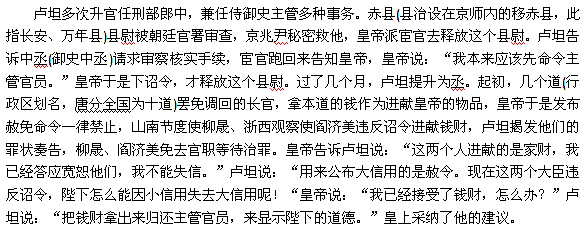 卢坦多次升官任刑部郎中，兼任侍御史主管多种事务。赤县(县治设在京师内的移赤县，此
指长安、万年县)县尉被朝廷官署审查，京兆尹秘密救他，皇帝派宦官去释放这个县尉。卢坦告
诉中丞(御史中丞)请求审察核实手续，宦官跑回来告知皇帝，皇帝说：“我本来应该先命令主
管官员。”皇帝于是下诏令，才释放这个县尉。过了几个月，卢坦提升为丞。起初，几个道(行
政区划名，唐分全国为十道)罢免调回的长官，拿本道的钱作为进献皇帝的物品，皇帝于是发布
赦免命令一律禁止，山南节度使柳晟、浙西观察使阎济美违反诏令进献钱财，卢坦揭发他们的
罪状奏告，柳晟、阎济美免去官职等待治罪。皇帝告诉卢坦说：“这两个人进献的是家财，我
已经答应宽恕他们，我不能失信。”卢坦说：“用来公布大信用的是赦令。现在这两个大臣违
反诏令，陛下怎么能因小信用失去大信用呢！“皇帝说：“我已经接受了钱财，怎么办？”卢
坦说：“把钱财拿出来归还主管官员，来显示陛下的道德。”皇上采纳了他的建议。